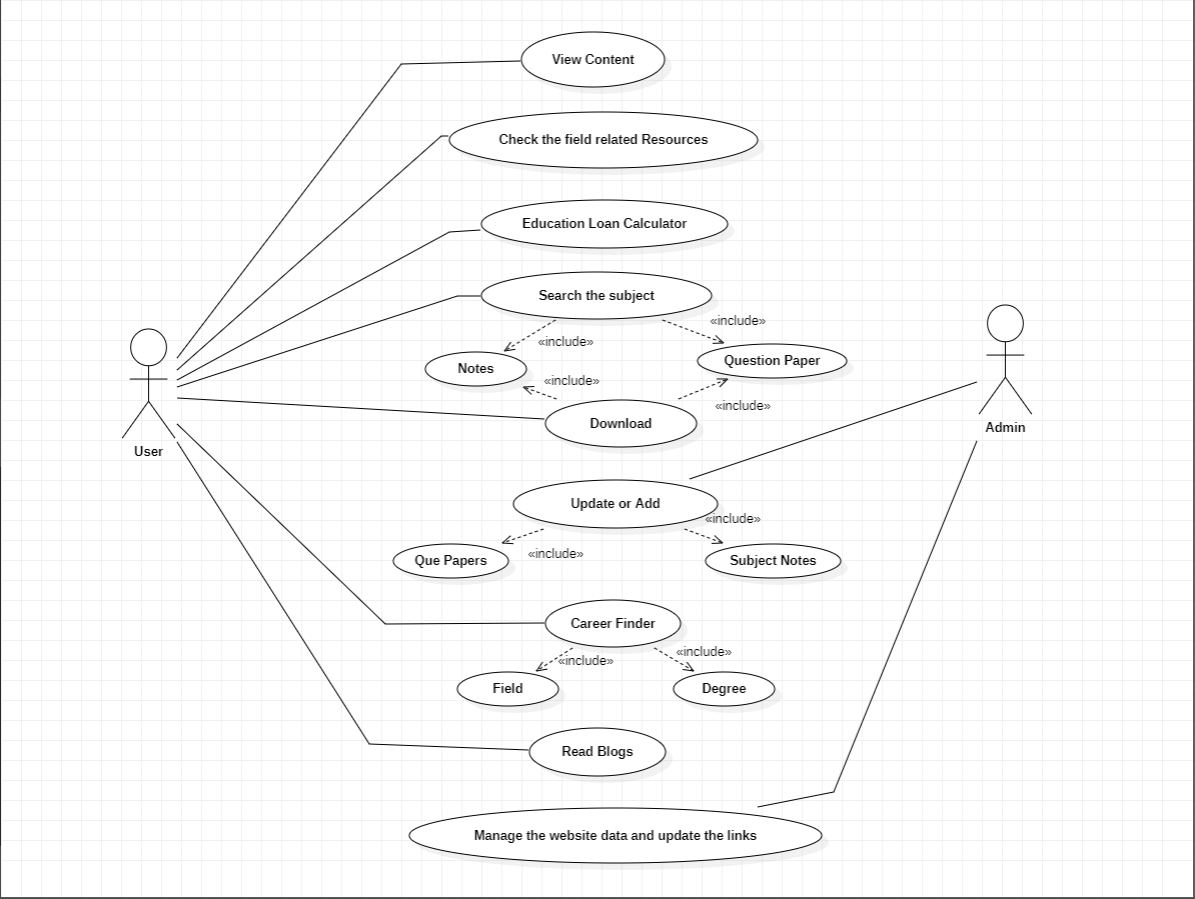 View Content
Check the field related Resources
Education Loan Calculator
Search the subject
«include»
«include»
Question Paper
Notes
«include»
«include»
Download
User
Admin
Update or Add
«include»
«include»
Que Papers
Subject Notes
Career Finder
«include»
«include»
Field
Degree
Read Blogs
Manage the website data and update the links